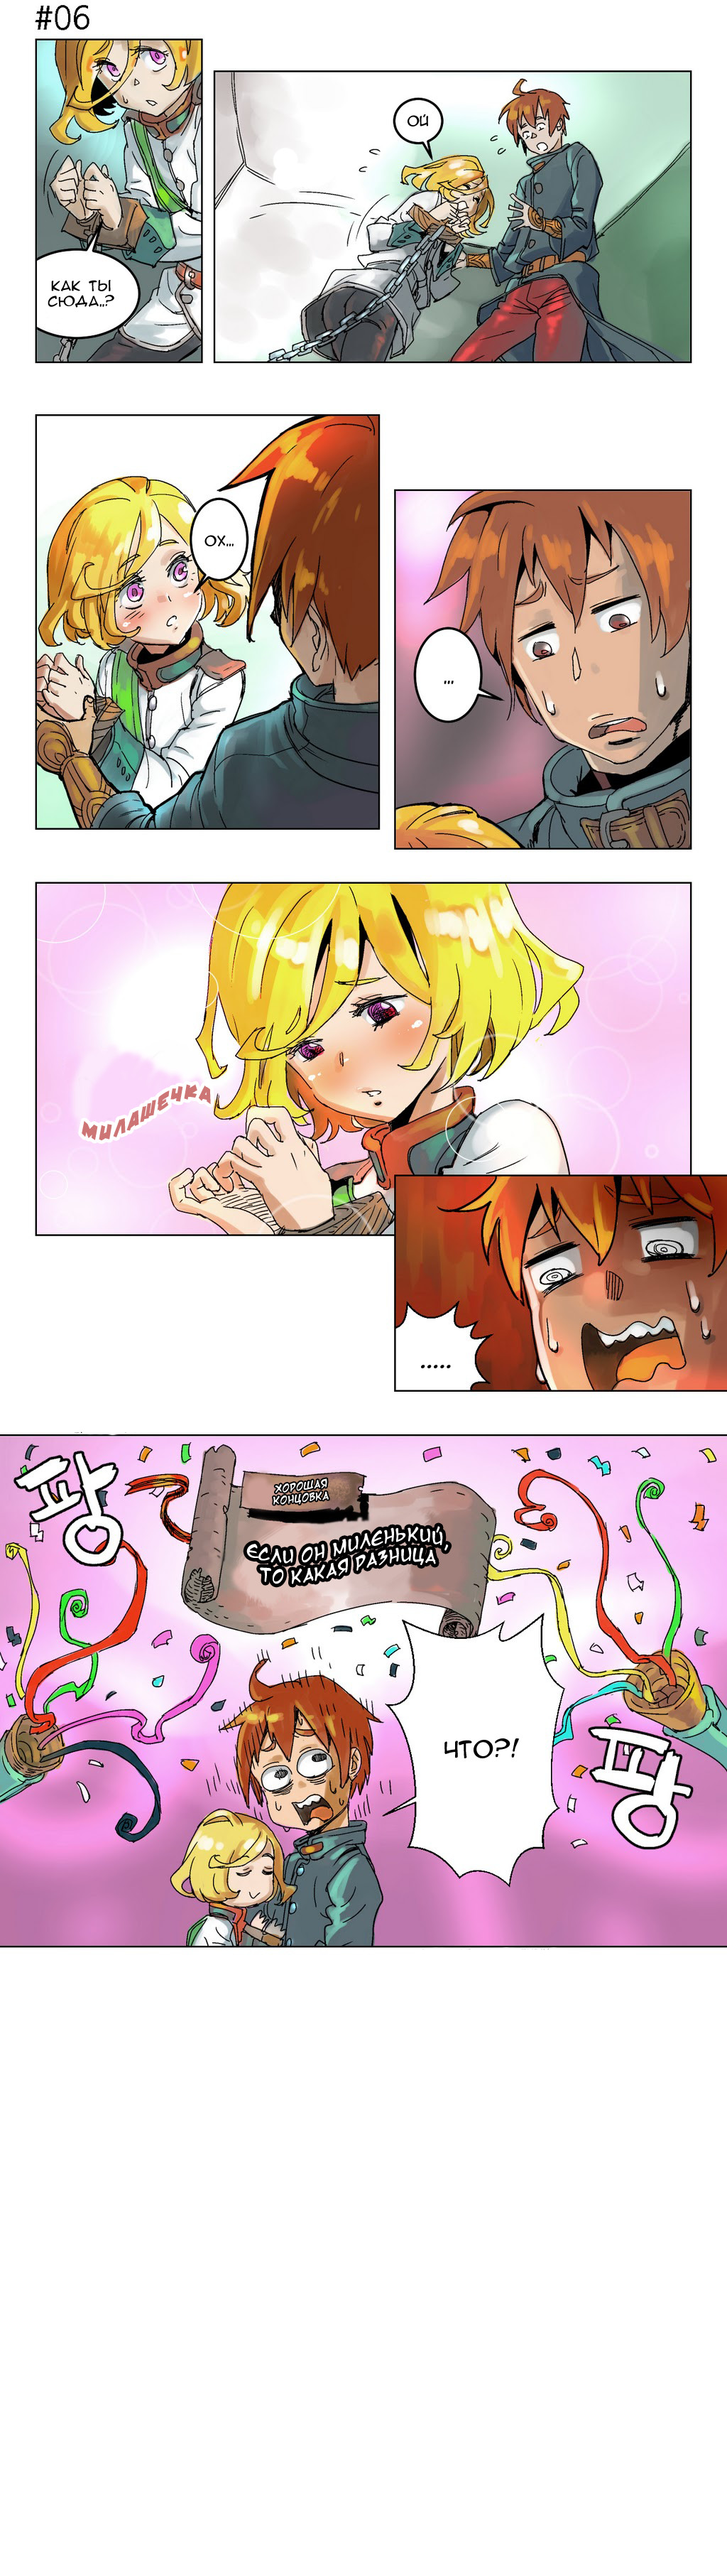 #06
КАК ТЫ
СЮДА..?
ОЙ
ОХ...
...
МИЛАШЕЧКА
.....
팡
ХОРОШАЯ
КОНЦОВКА
ЕСЛИ ОН МИЛЕНЬКИЙ,
ТО КАКАЯ РАЗНИЦА
ЧТО?!
팡